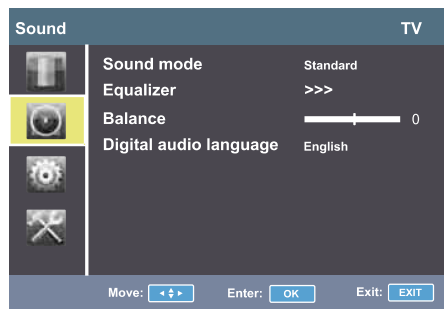 Sound TV
Sound mode Standard
Equalizer >>>
Balance 0
Digital audio language English
Move: Enter: OK Exit: EXIT